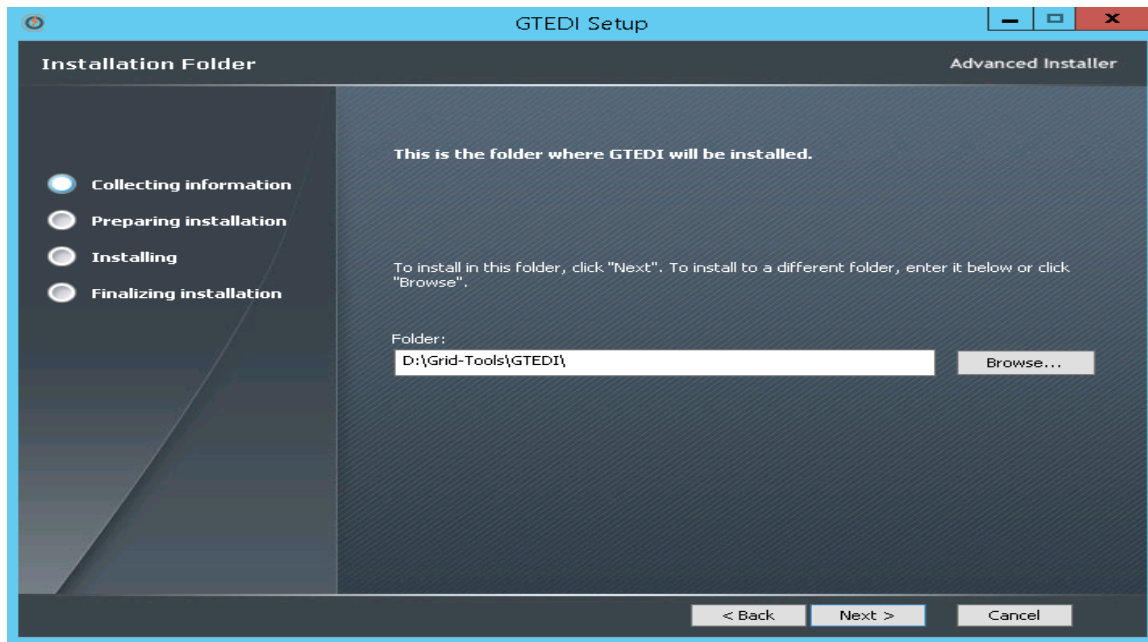 GTEDI Setup
Installation Folder
Advanced Installer
Collecting information
Preparing installation
Installing
Finalizing installation
This is the folder where GTEDI will be installed.
To install in this folder, click "Next". To install to a different folder, enter it below or click
"Browse".
Folder:
D:\Grid-Tools\GTEDI\
Browse...
< Back
Next >
Cancel